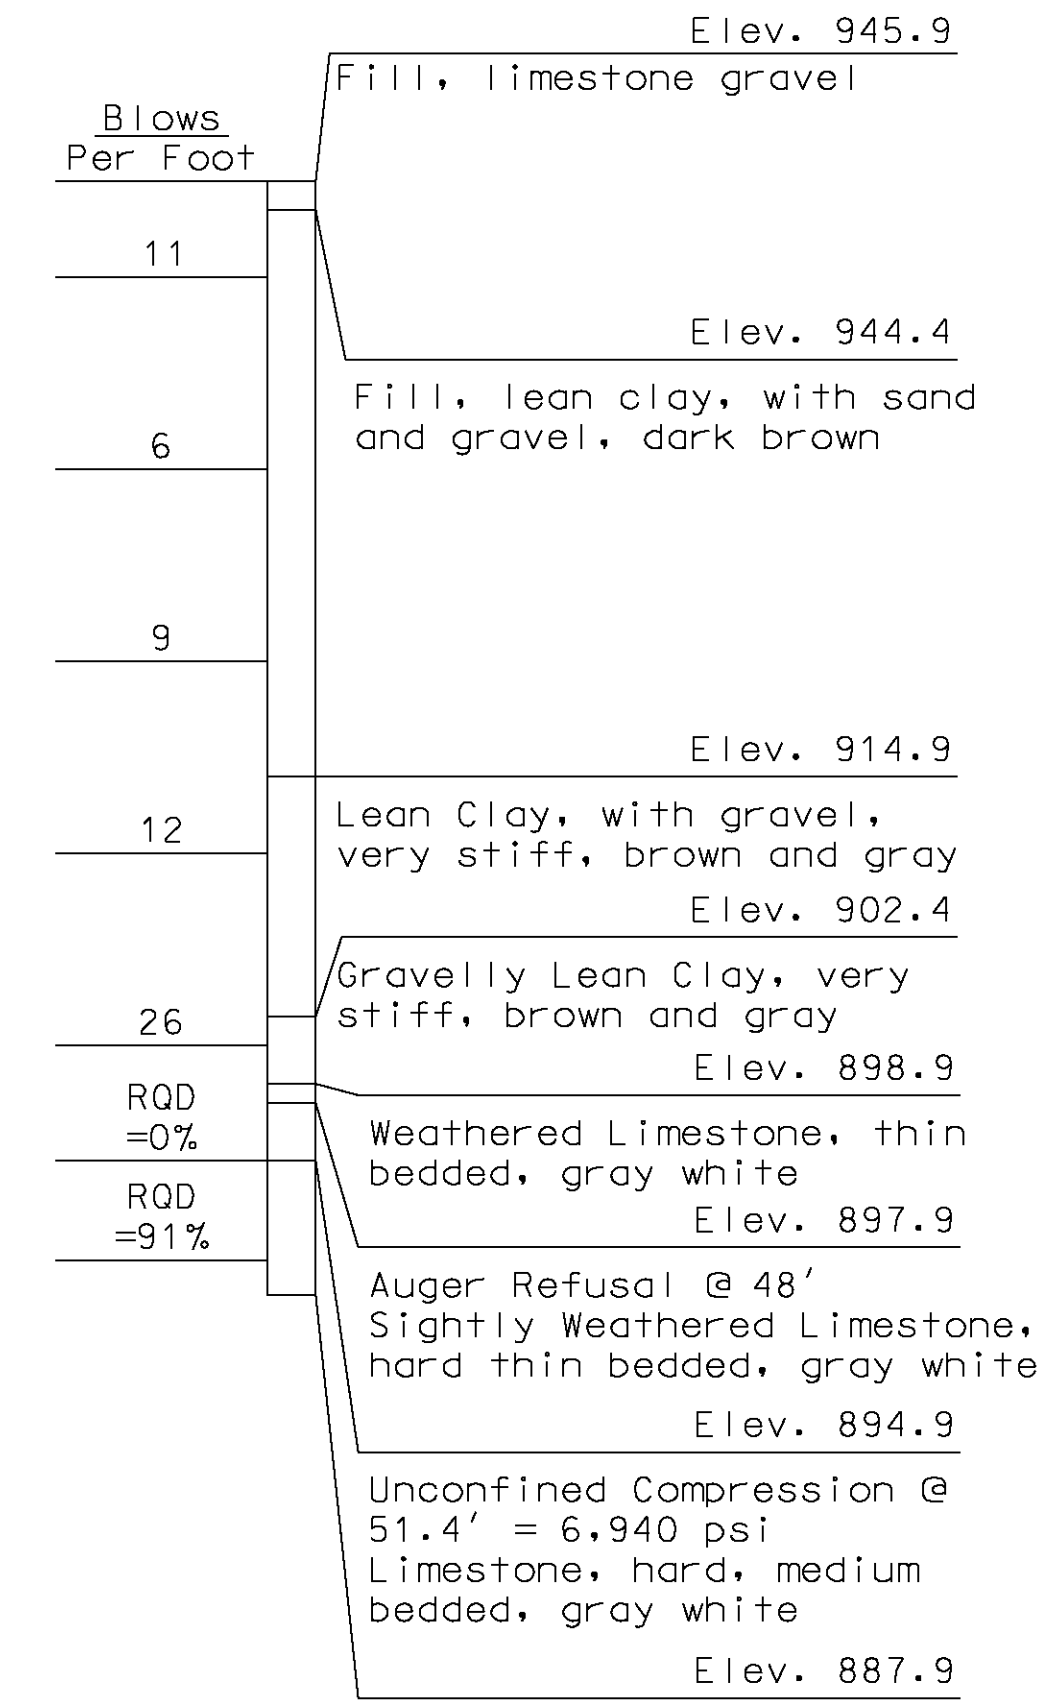 Elev. 945.9
Fill, limestone gravel
Blows
Per Foot
11
Elev. 944.4
Fill, lean clay, with sand
and gravel, dark brown
6
9
Elev. 914.9
Lean Clay, with gravel,
very stiff, brown and gray
12
Elev. 902.4
Gravelly Lean Clay, very
stiff, brown and gray
26
Elev. 898.9
RQD
=0%
Weathered Limestone, thin
bedded, gray white
RQD
=91%
Elev. 897.9
Auger Refusal @ 48'
Sightly Weathered Limestone,
hard thin bedded, gray white
Elev. 894.9
Unconfined Compression @
51.4' = 6,940 psi
Limestone, hard, medium
bedded, gray white
Elev. 887.9